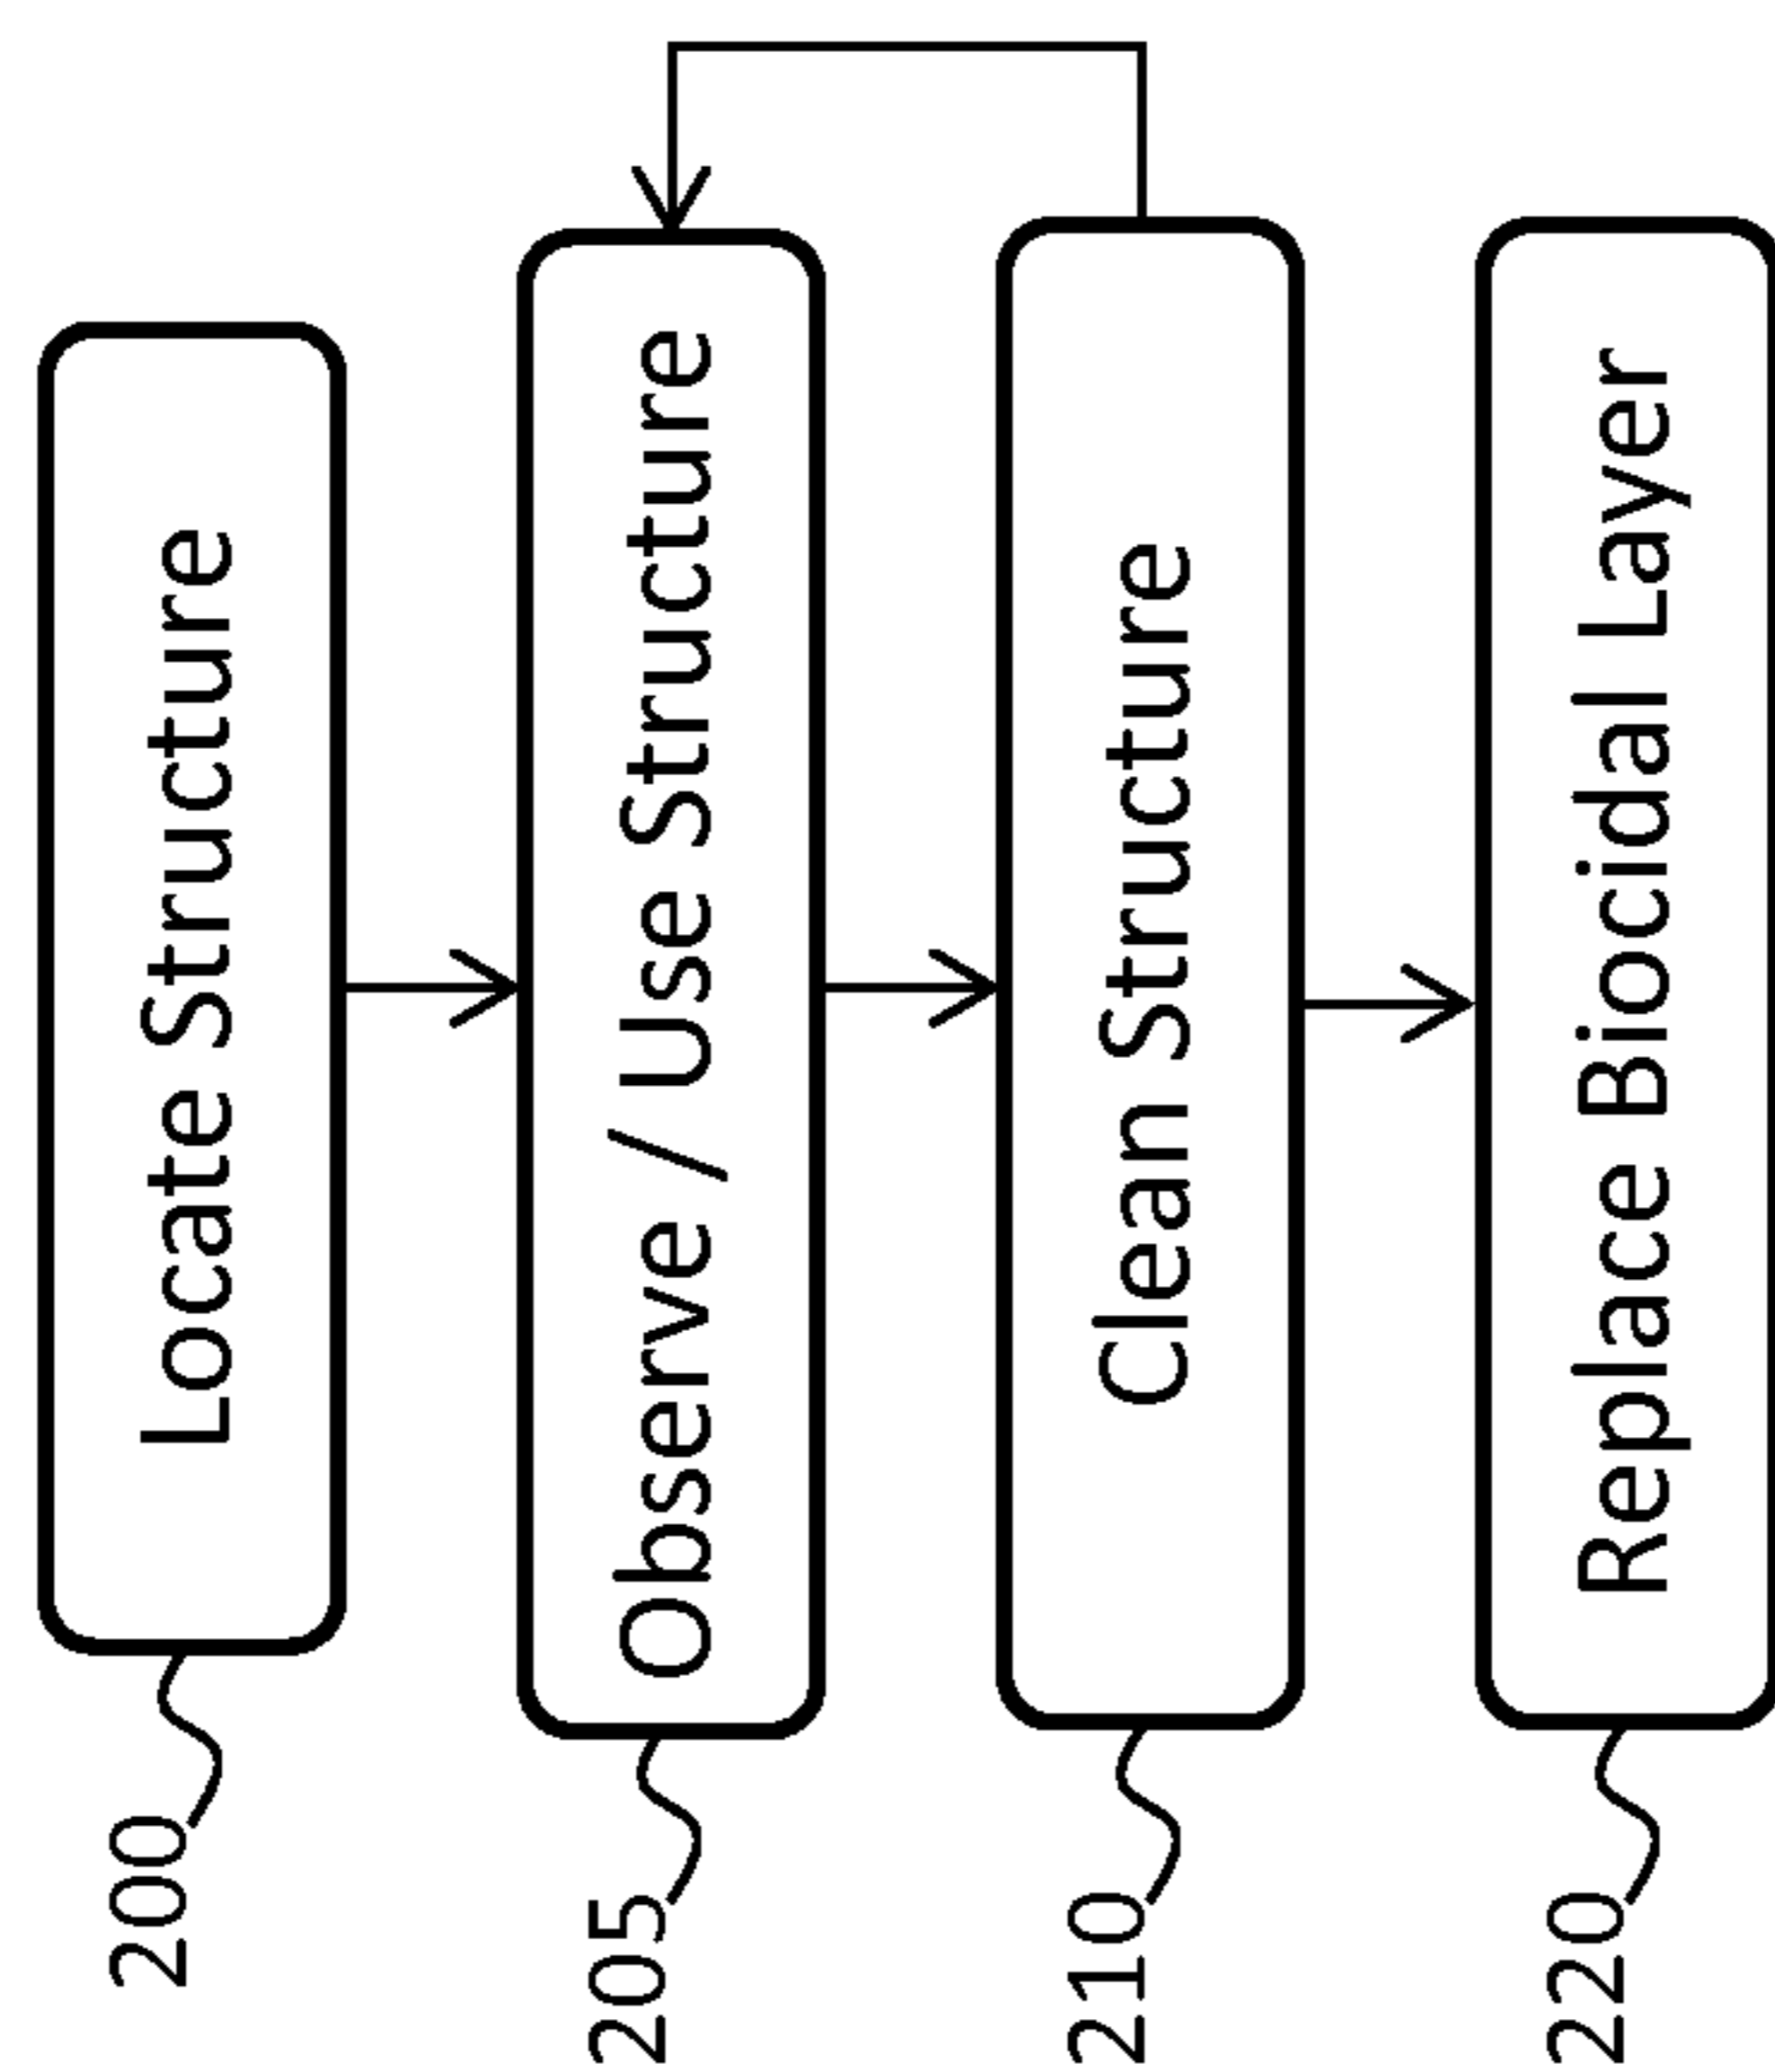 200
Locate Structure
205
Observe / Use Structure
210
Clean Structure
220
Replace Biocidal Layer